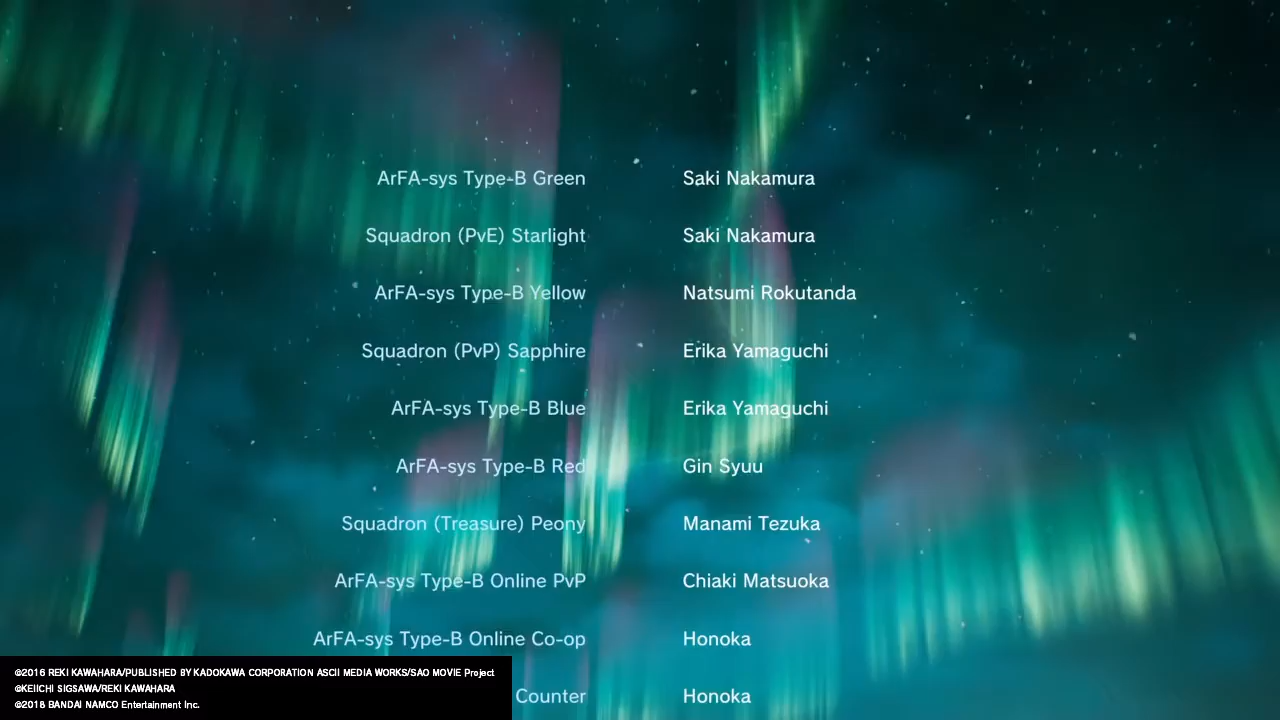 ArFA-sys Type-B Green Saki Nakamura
Squadron (PvE) Starlight Saki Nakamura
ArFA-sys Type-B Yellow Natsumi Rokutanda
Squadron (PvP) Sapphire Erika Yamaguchi
ArFA-sys Type-B Blue Erika Yamaguchi
ArFA-sys Type-B Red Gin Syuu
Squadron (Treasure) Peony Manami Tezuka
ArFA-sys Type-B Online PvP Chiaki Matsuoka
ArFA-sys Type-B Online Co-op Honoka
Counter Honoka
©2016 REKI KAWAHARA/PUBLISHED BY KADOKAWA CORPORATION ASCII MEDIA WORKS/SAO MOVIE Project
©KEIICHI SIGSAWA/REKI KAWAHARA
©2018 BANDAI NAMCO Entertainment Inc.